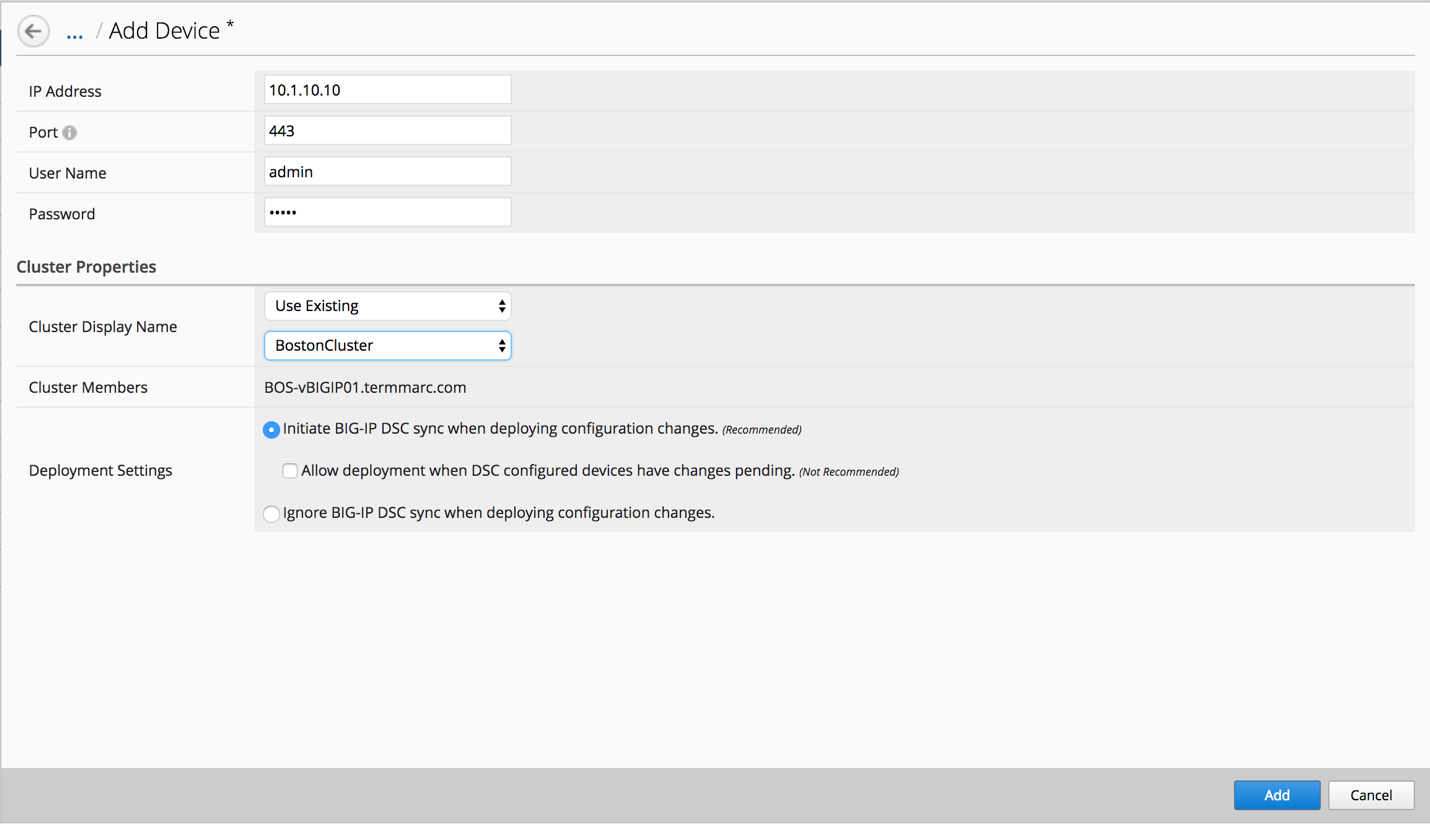 ... / Add Device *
IP Address 10.1.10.10
Port 443
User Name admin
Password •••••
Cluster Properties
Cluster Display Name
Use Existing
BostonCluster
Cluster Members BOS-vBIGIP01.termmarc.com
Deployment Settings
Initiate BIG-IP DSC sync when deploying configuration changes. (Recommended)
Allow deployment when DSC configured devices have changes pending. (Not Recommended)
Ignore BIG-IP DSC sync when deploying configuration changes.
Add Cancel